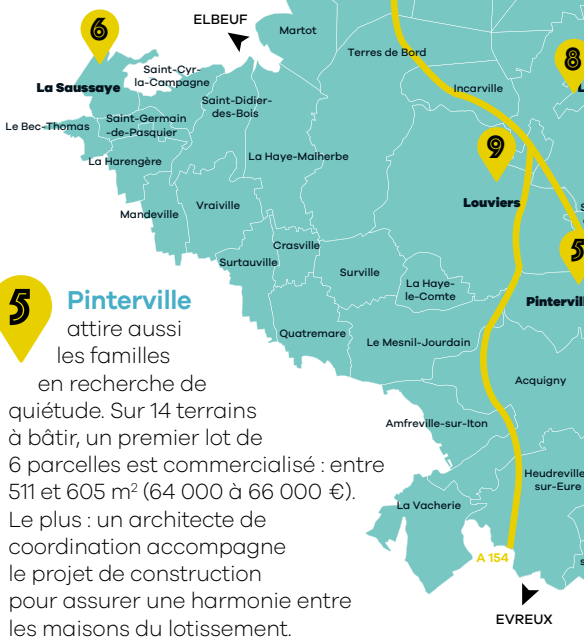 6
ELBEUF
Martot
Terres de Bord
8
La Saussaye
Saint-Cyr-
la-Campagne
Incarville
Saint-Didier-
des-Bois
Le Bec-Thomas
Saint-Germain
-de-Pasquier
9
La Harengère
La Haye-Malherbe
Louviers
Mandeville
Vraiville
Crasville
5
Surtauville
Surville
La Haye-
le-Comte
Pintervill
Quatremare
Le Mesnil-Jourdain
Acquigny
Amfreville-sur-Iton
Heudreville
sur-Eure
La Vacherie
A 154
EVREUX
5
Pinterville
attire aussi
les familles
en recherche de
quiétude. Sur 14 terrains
à bâtir, un premier lot de
6 parcelles est commercialisé : entre
511 et 605 m² (64 000 à 66 000 €).
Le plus : un architecte de
coordination accompagne
le projet de construction
pour assurer une harmonie entre
les maisons du lotissement.